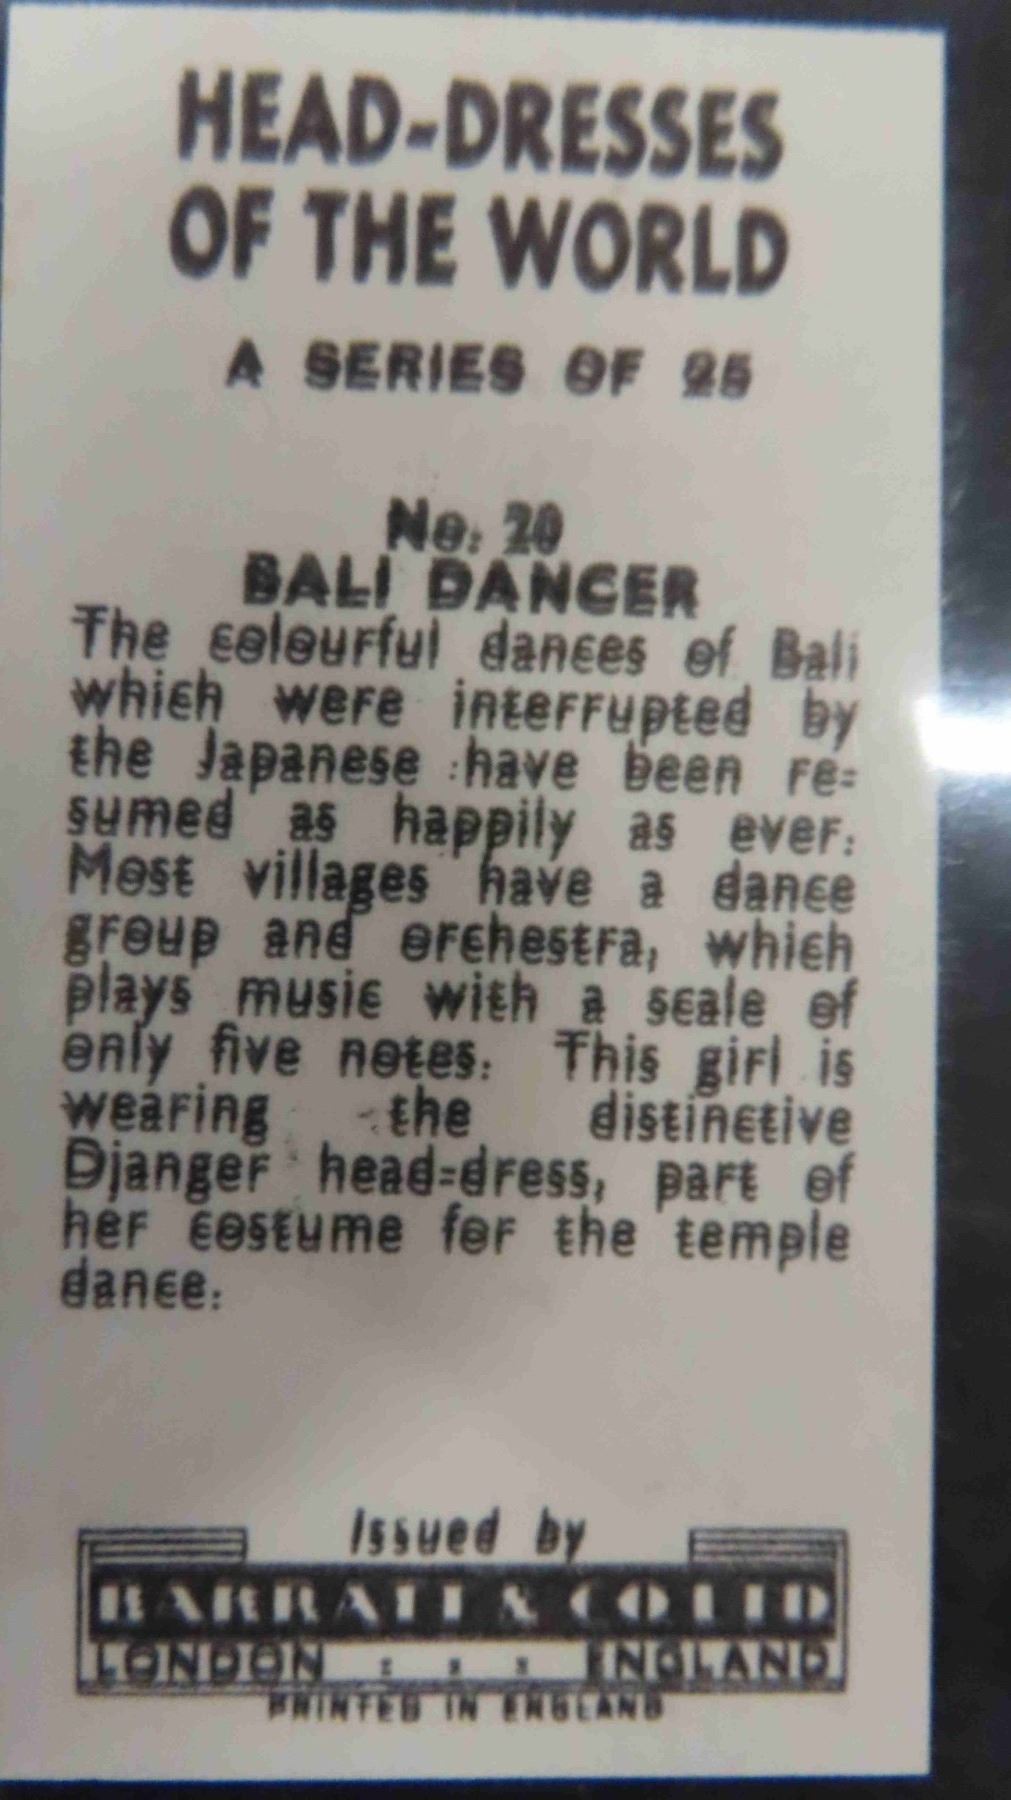 HEAD-DRESSES
OF THE WORLD
A SERIES OF 25
No. 20
BALI DANCER
The colourful dances of Bali
which were interrupted by
the Japanese have been re-
sumed as happily as ever.
Most villages have a dance
group and orchestra, which
plays music with a scale of
only five notes. This girl is
wearing the distinctive
Djanger head-dress, part of
her costume for the temple
dance.
Issued by
BARRATT & CO LTD
LONDON : : : ENGLAND
PRINTED IN ENGLAND